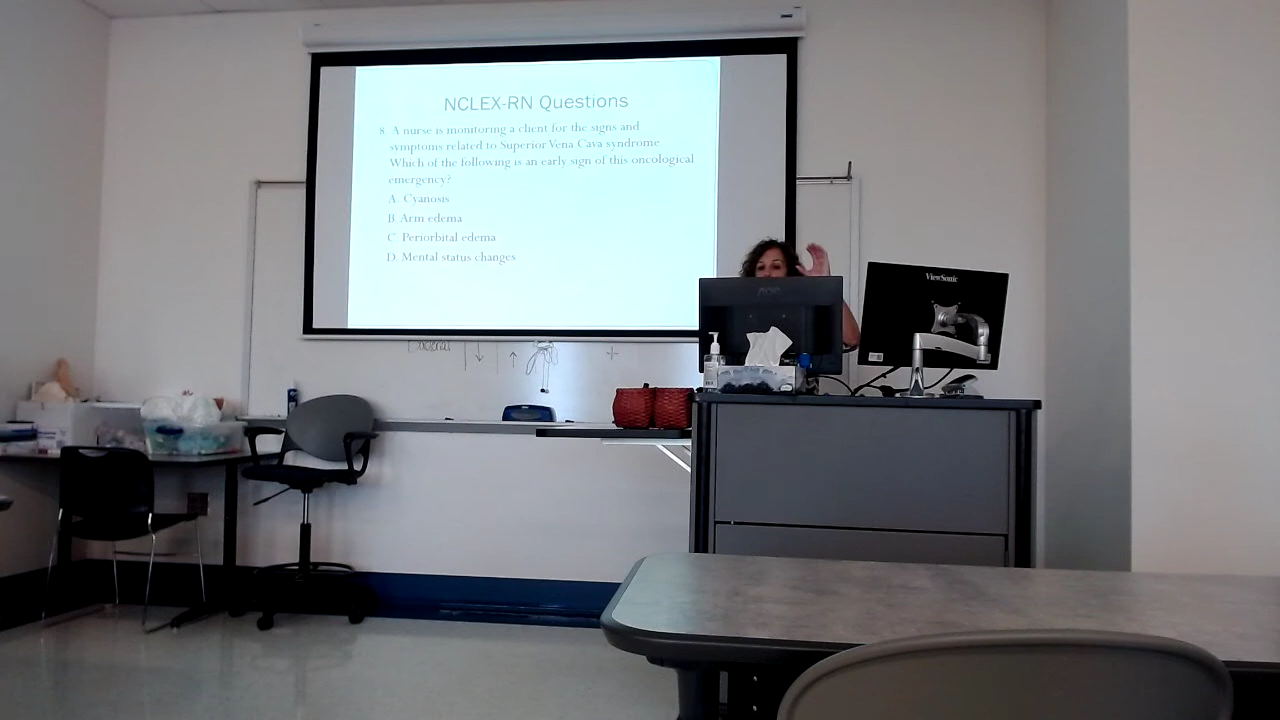 NCLEX-RN Questions
8. A nurse is monitoring a client for the signs and
symptoms related to Superior Vena Cava syndrome.
Which of the following is an early sign of this oncological
emergency?
A. Cyanosis
B. Arm edema
C. Periorbital edema
D. Mental status changes
AOC
ViewSonic